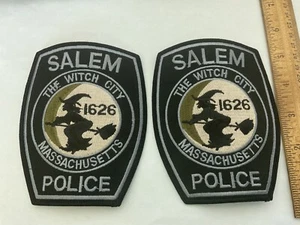 SALEM
THE WITCH CITY
1626
MASSACHUSETTS
POLICE
SALEM
THE WITCH CITY
1626
MASSACHUSETTS
POLICE